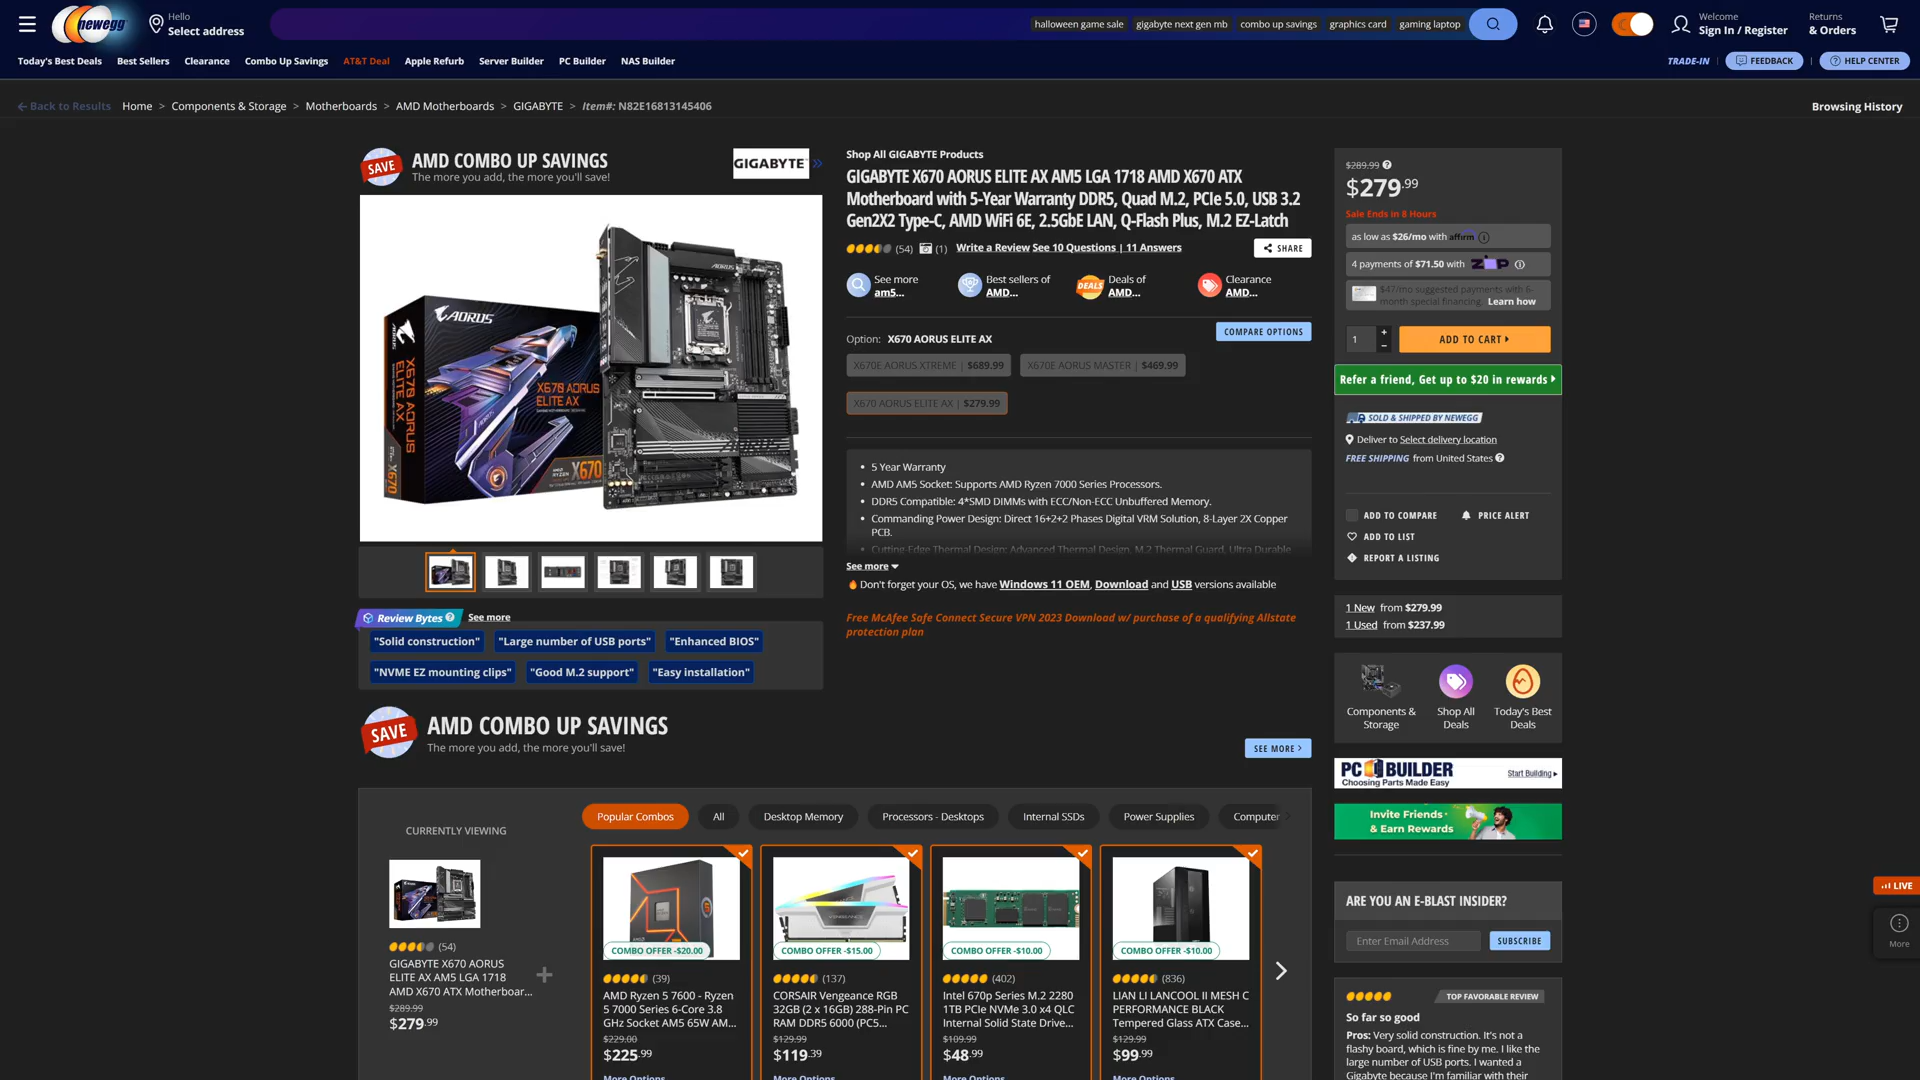 newegg
Hello
Select address
halloween game sale
gigabyte next gen mb
combo up savings
graphics card
gaming laptop
Welcome
Sign In / Register
Returns
& Orders
Today's Best Deals
Best Sellers
Clearance
Combo Up Savings
AT&T Deal
Apple Refurb
Server Builder
PC Builder
NAS Builder
TRADE-IN
FEEDBACK
HELP CENTER
Back to Results
Home > Components & Storage > Motherboards > AMD Motherboards > GIGABYTE > Item#: N82E16813145406
Browsing History
SAVE
AMD COMBO UP SAVINGS
The more you add, the more you'll save!
GIGABYTE
AORUS
X670 AORUS ELITE AX
X670 AORUS
ELITE AX
X670
X670
Review Bytes
See more
"Solid construction"
"Large number of USB ports"
"Enhanced BIOS"
"NVME EZ mounting clips"
"Good M.2 support"
"Easy installation"
Shop All GIGABYTE Products
GIGABYTE X670 AORUS ELITE AX AM5 LGA 1718 AMD X670 ATX
Motherboard with 5-Year Warranty DDR5, Quad M.2, PCIe 5.0, USB 3.2
Gen2X2 Type-C, AMD WiFi 6E, 2.5GbE LAN, Q-Flash Plus, M.2 EZ-Latch
(54)
(1)
Write a Review
See 10 Questions | 11 Answers
SHARE
See more
am5...
Best sellers of
AMD...
DEALS
Deals of
AMD...
Clearance
AMD...
Option: X670 AORUS ELITE AX
COMPARE OPTIONS
X670E AORUS XTREME | $689.99
X670E AORUS MASTER | $469.99
X670 AORUS ELITE AX | $279.99
• 5 Year Warranty
• AMD AM5 Socket: Supports AMD Ryzen 7000 Series Processors.
• DDR5 Compatible: 4*SMD DIMMs with ECC/Non-ECC Unbuffered Memory.
• Commanding Power Design: Direct 16+2+2 Phases Digital VRM Solution, 8-Layer 2X Copper
PCB.
• Cutting-Edge Thermal Design: Advanced Thermal Design, M.2 Thermal Guard, Ultra Durable
See more
Don't forget your OS, we have Windows 11 OEM, Download and USB versions available
Free McAfee Safe Connect Secure VPN 2023 Download w/ purchase of a qualifying Allstate
protection plan
$289.99
$279.99
Sale Ends in 8 Hours
as low as $26/mo with affirm
4 payments of $71.50 with ZIP
$47/mo suggested payments with 6-
month special financing
Learn how
1
+
−
ADD TO CART
Refer a friend, Get up to $20 in rewards
SOLD & SHIPPED BY NEWEGG
Deliver to Select delivery location
FREE SHIPPING from United States
ADD TO COMPARE
PRICE ALERT
ADD TO LIST
REPORT A LISTING
1 New from $279.99
1 Used from $237.99
Components &
Storage
Shop All
Deals
Today's Best
Deals
PC BUILDER
Choosing Parts Made Easy
Start Building
Invite Friends
& Earn Rewards
ARE YOU AN E-BLAST INSIDER?
Enter Email Address
SUBSCRIBE
TOP FAVORABLE REVIEW
So far so good
Pros: Very solid construction. It's not a
flashy board, which is fine by me. I like the
large number of USB ports. I wanted a
Gigabyte because I'm familiar with their
LIVE
More
SAVE
AMD COMBO UP SAVINGS
The more you add, the more you'll save!
SEE MORE
CURRENTLY VIEWING
Popular Combos
All
Desktop Memory
Processors - Desktops
Internal SSDs
Power Supplies
Computer
(54)
GIGABYTE X670 AORUS
ELITE AX AM5 LGA 1718
AMD X670 ATX Motherboar...
$289.99
$279.99
COMBO OFFER -$20.00
(39)
AMD Ryzen 5 7600 - Ryzen
5 7000 Series 6-Core 3.8
GHz Socket AM5 65W AM...
$229.00
$225.99
More Options
COMBO OFFER -$15.00
(137)
CORSAIR Vengeance RGB
32GB (2 x 16GB) 288-Pin PC
RAM DDR5 6000 (PC5...
$129.99
$119.39
More Options
COMBO OFFER -$10.00
(402)
Intel 670p Series M.2 2280
1TB PCIe NVMe 3.0 x4 QLC
Internal Solid State Drive...
$109.99
$48.99
More Options
COMBO OFFER -$10.00
(836)
LIAN LI LANCOOL II MESH C
PERFORMANCE BLACK
Tempered Glass ATX Case...
$129.99
$99.99
More Options